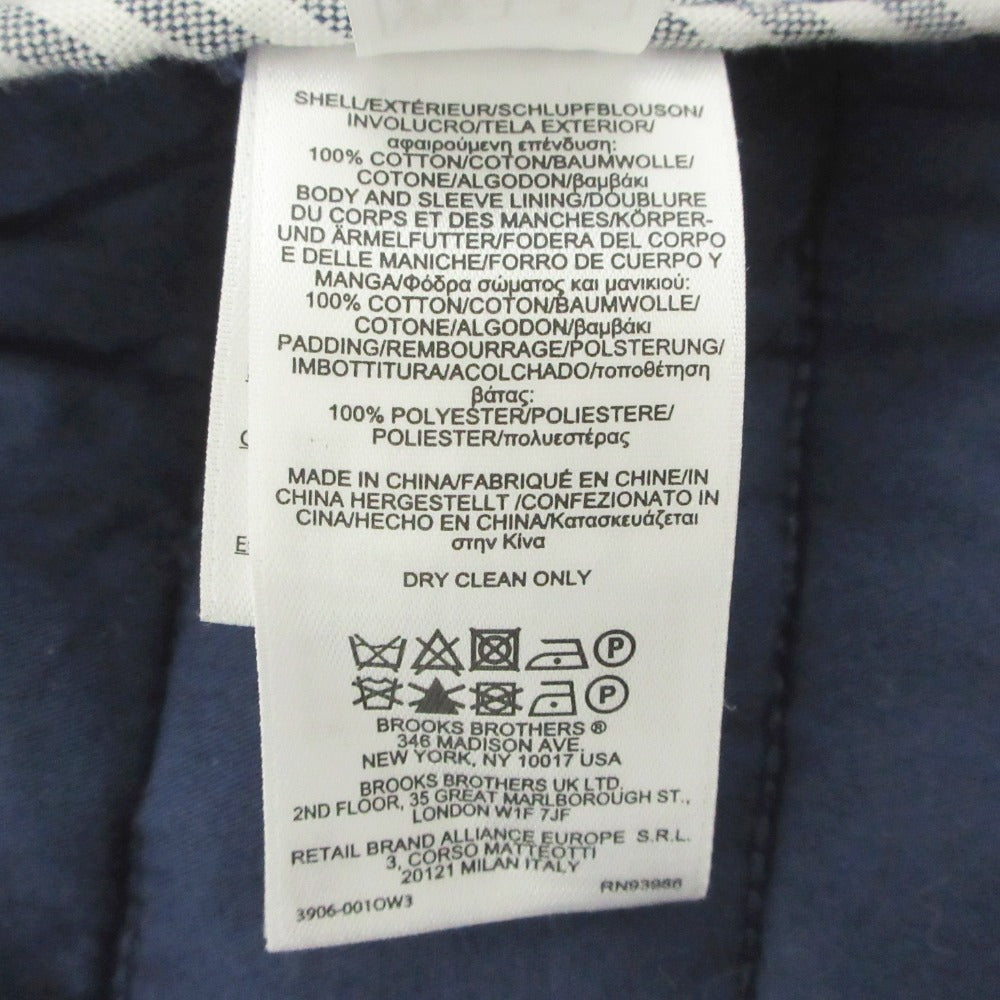 SHELL/EXTÉRIEUR/SCHLUPFBLOUSON/
INVOLUCRO/TELA EXTERIOR/
αφαιρούμενη επένδυση:
100% COTTON/COTON/BAUMWOLLE/
COTONE/ALGODON/βαμβάκι
BODY AND SLEEVE LINING/DOUBLURE
DU CORPS ET DES MANCHES/KÖRPER-
UND ÄRMELFUTTER/FODERA DEL CORPO
E DELLE MANICHE/FORRO DE CUERPO Y
MANGA/Φόδρα σώματος και μανικιού:
100% COTTON/COTON/BAUMWOLLE/
COTONE/ALGODON/βαμβάκι
PADDING/REMBOURRAGE/POLSTERUNG/
IMBOTTITURA/ACOLCHADO/τοποθέτηση
βάτας:
100% POLYESTER/POLIESTERE/
POLIESTER/πολυεστέρας
MADE IN CHINA/FABRIQUÉ EN CHINE/IN
CHINA HERGESTELLT /CONFEZIONATO IN
CINA/HECHO EN CHINA/Κατασκευάζεται
στην Κίνα
DRY CLEAN ONLY
P
P
BROOKS BROTHERS ®
346 MADISON AVE.
NEW YORK, NY 10017 USA
BROOKS BROTHERS UK LTD.
2ND FLOOR, 35 GREAT MARLBOROUGH ST.,
LONDON W1F 7JF
RETAIL BRAND ALLIANCE EUROPE S.R.L.
3, CORSO MATTEOTTI
20121 MILAN ITALY
RN93986
3906-001OW3